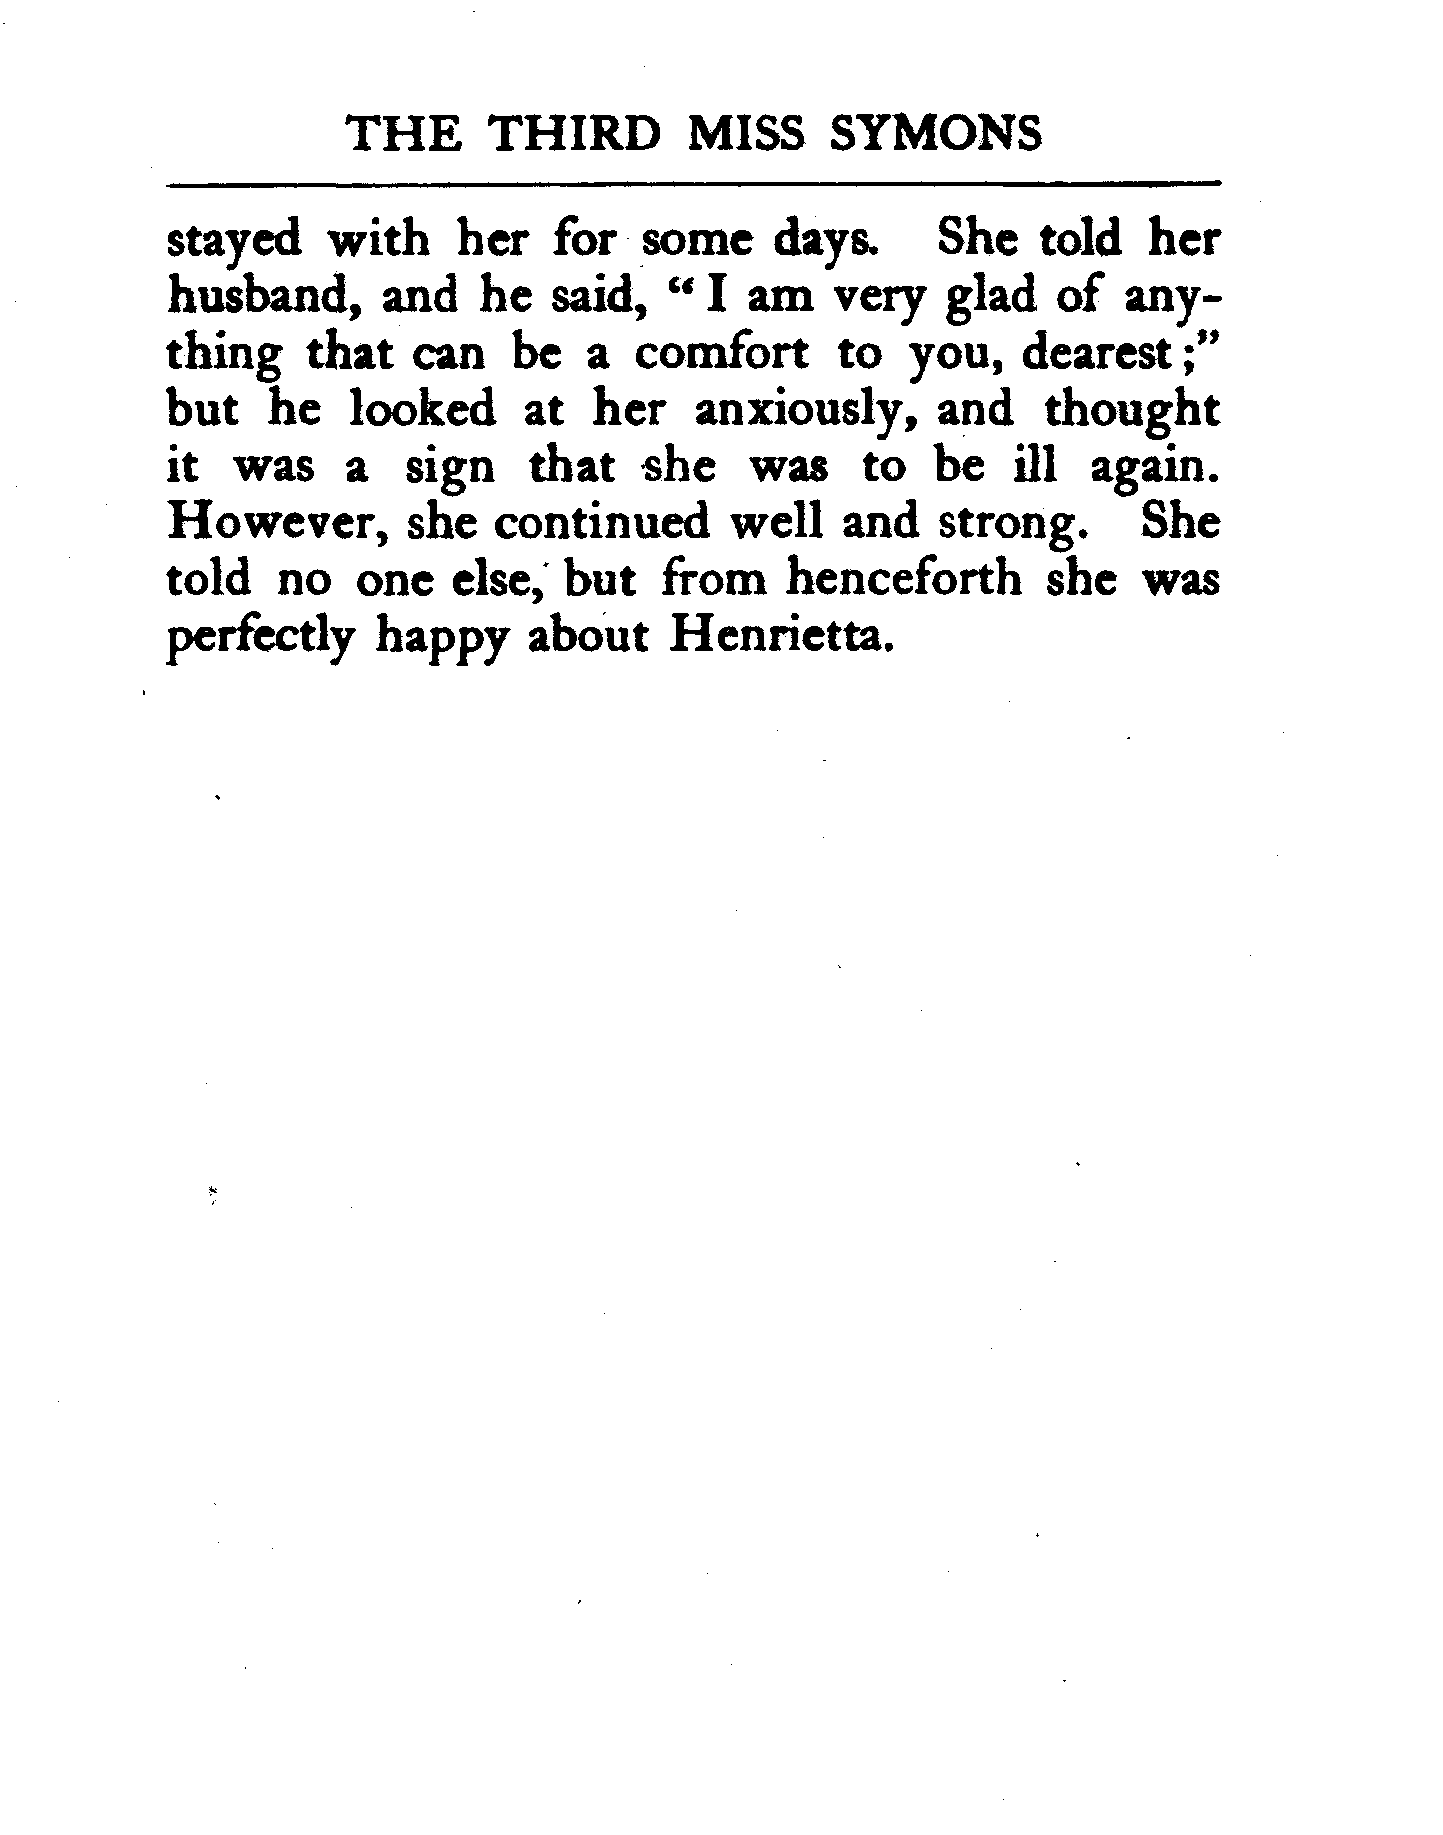 THE THIRD MISS SYMONS
stayed with her for some days. She told her
husband, and he said, “I am very glad of any-
thing that can be a comfort to you, dearest;”
but he looked at her anxiously, and thought
it was a sign that she was to be ill again.
However, she continued well and strong. She
told no one else, but from henceforth she was
perfectly happy about Henrietta.